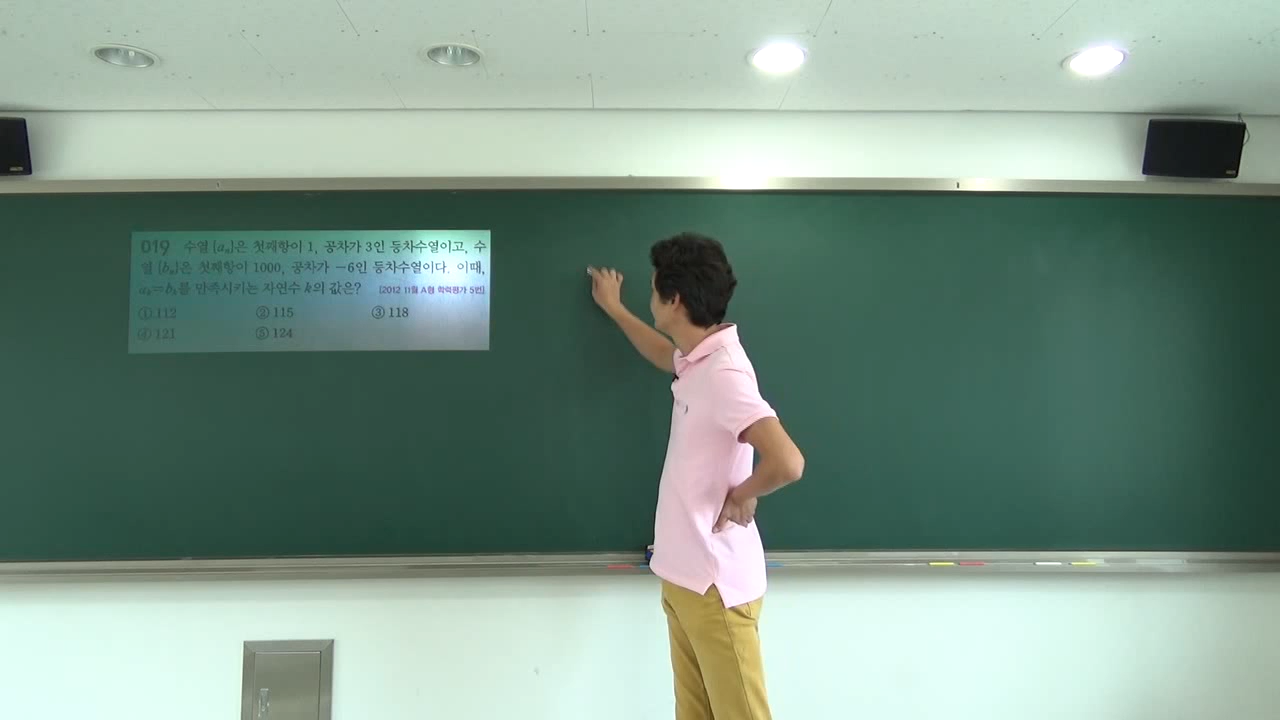 019 수열 {aₙ}은 첫째항이 1, 공차가 3인 등차수열이고, 수
열 {bₙ}은 첫째항이 1000, 공차가 −6인 등차수열이다. 이때,
aₖ=bₖ를 만족시키는 자연수 k의 값은? [2012 11월 A형 학력평가 5번]
① 112 ② 115 ③ 118
④ 121 ⑤ 124